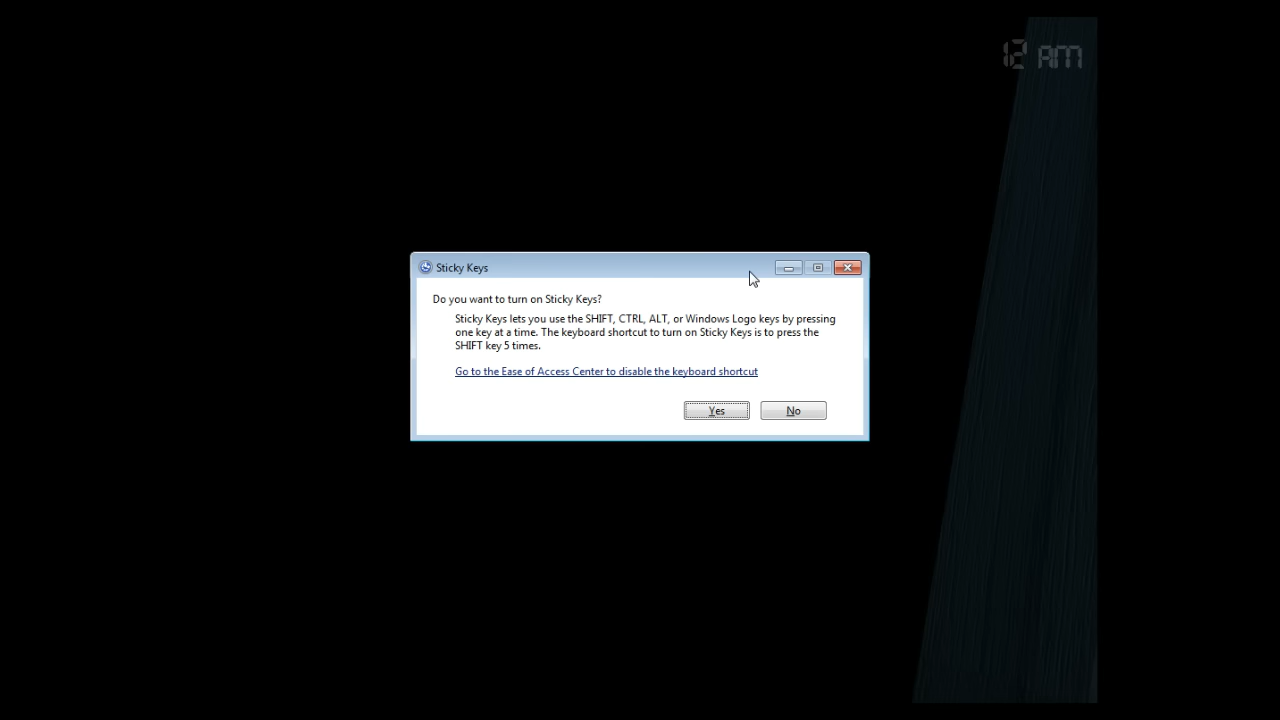 12 AM
Sticky Keys
Do you want to turn on Sticky Keys?
Sticky Keys lets you use the SHIFT, CTRL, ALT, or Windows Logo keys by pressing
one key at a time. The keyboard shortcut to turn on Sticky Keys is to press the
SHIFT key 5 times.
Go to the Ease of Access Center to disable the keyboard shortcut
Yes No